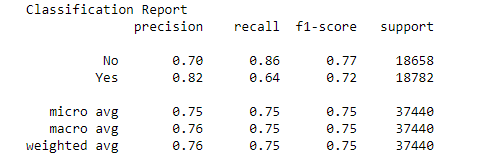 Classification Report
precision recall f1-score support
No 0.70 0.86 0.77 18658
Yes 0.82 0.64 0.72 18782
micro avg 0.75 0.75 0.75 37440
macro avg 0.76 0.75 0.75 37440
weighted avg 0.76 0.75 0.75 37440